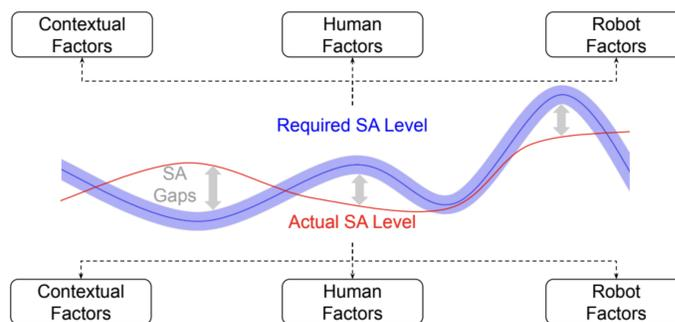 Contextual
Factors
Human
Factors
Robot
Factors
Required SA Level
SA
Gaps
Actual SA Level
Contextual
Factors
Human
Factors
Robot
Factors